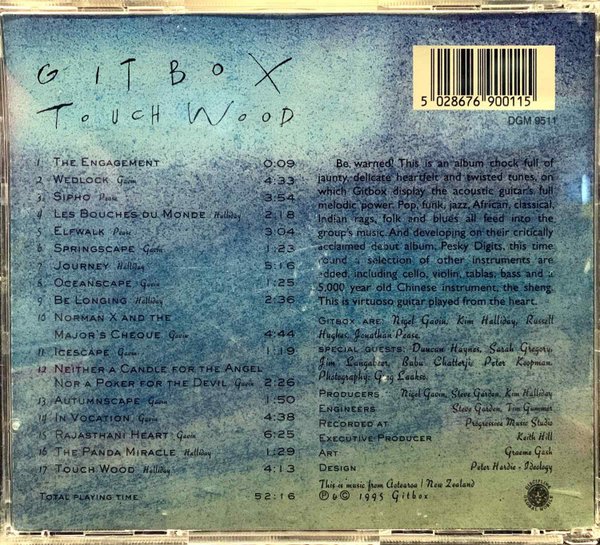 GITBOX
TOUCH WOOD
5 028676 900115
DGM 9511
1 THE ENGAGEMENT 0:09
2 WEDLOCK Gavin 4:33
3 SIPHO Pease 3:54
4 LES BOUCHES DU MONDE Halliday 2:18
5 ELFWALK Pease 3:04
6 SPRINGSCAPE Gavin 1:23
7 JOURNEY Halliday 5:16
8 OCEANSCAPE Gavin 1:25
9 BE LONGING Halliday 2:36
10 NORMAN X AND THE
MAJOR'S CHEQUE Gavin 4:44
11 ICESCAPE Gavin 1:19
12 NEITHER A CANDLE FOR THE ANGEL
NOR A POKER FOR THE DEVIL Gavin 2:26
13 AUTUMNSCAPE Gavin 1:50
14 IN VOCATION Gavin 4:38
15 RAJASTHANI HEART Gavin 6:25
16 THE PANDA MIRACLE Halliday 1:29
17 TOUCH WOOD Halliday 4:13
TOTAL PLAYING TIME 52:16
Be warned! This is an album chock full of
jaunty, delicate heartfelt and twisted tunes,
on which Gitbox display the acoustic guitar's full
melodic power. Pop, funk, jazz, African, classical,
Indian rags, folk and blues all feed into the
group's music. And developing on their critically
acclaimed debut album, Pesky Digits, this time
round a selection of other instruments are
added, including cello, violin, tablas, bass and a
5,000 year old Chinese instrument, the sheng.
This is virtuoso guitar played from the heart.
GITBOX ARE: Nigel Gavin, Kim Halliday, Russell
Hughes, Jonathan Pease.
SPECIAL GUESTS: Duncan Haynes, Sarah Gregory,
Jim Langabeer, Babu Chatterji, Peter Koopman.
Photography: Greg Laakso.
PRODUCERS Nigel Gavin, Steve Garden, Kim Halliday
ENGINEERS Steve Garden, Tim Gummer
RECORDED AT Progressive Music Studio
EXECUTIVE PRODUCER Keith Hill
ART Graeme Gash
DESIGN Peter Hardie - Ideology
This is music from Aotearoa / New Zealand
℗&© 1995 Gitbox
DISCIPLINE
GLOBAL MOBILE